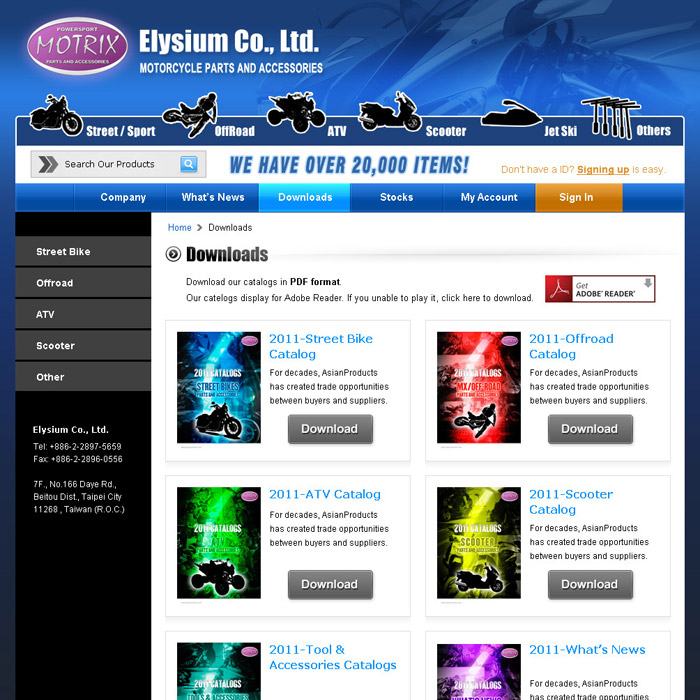 POWERSPORT
MOTRIX
PARTS AND ACCESSORIES
Elysium Co., Ltd.
MOTORCYCLE PARTS AND ACCESSORIES
Street / Sport
OffRoad
ATV
Scooter
Jet Ski
Others
Search Our Products
WE HAVE OVER 20,000 ITEMS!
Don't have a ID? Signing up is easy.
Company
What's News
Downloads
Stocks
My Account
Sign In
Home
Downloads
Street Bike
Offroad
ATV
Scooter
Other
Elysium Co., Ltd.
Tel: +886-2-2897-5659
Fax: +886-2-2896-0556
7F., No.166 Daye Rd.,
Beitou Dist., Taipei City
11268 , Taiwan (R.O.C.)
Downloads
Download our catalogs in PDF format.
Our catelogs display for Adobe Reader. If you unable to play it, click here to download.
Get
ADOBE® READER®
2011 CATALOGS
STREET BIKES
PARTS AND ACCESSORIES
2011-Street Bike
Catalog
For decades, AsianProducts
has created trade opportunities
between buyers and suppliers.
Download
2011 CATALOGS
MX/OFF-ROAD
PARTS AND ACCESSORIES
2011-Offroad
Catalog
For decades, AsianProducts
has created trade opportunities
between buyers and suppliers.
Download
2011 CATALOGS
ATV
PARTS AND ACCESSORIES
2011-ATV Catalog
For decades, AsianProducts
has created trade opportunities
between buyers and suppliers.
Download
2011 CATALOGS
SCOOTER
PARTS AND ACCESSORIES
2011-Scooter
Catalog
For decades, AsianProducts
has created trade opportunities
between buyers and suppliers.
Download
2011 CATALOGS
TOOLS &
2011-Tool &
Accessories Catalogs
2011 CATALOGS
WHAT'S NEWS
2011-What's News
For decades, AsianProducts
has created trade opportunities